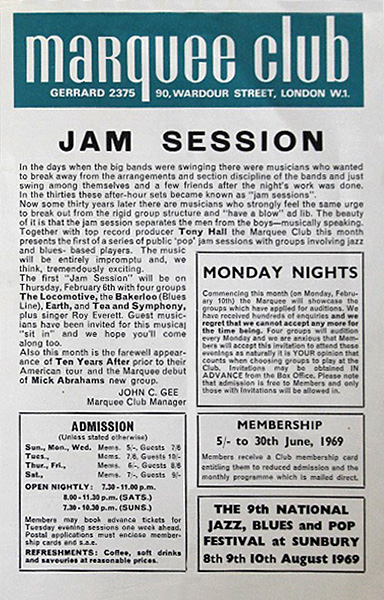 marquee club
GERRARD 2375 90, WARDOUR STREET, LONDON W.1.
JAM SESSION
In the days when the big bands were swinging there were musicians who wanted
to break away from the arrangements and section discipline of the bands and just
swing among themselves and a few friends after the night's work was done.
In the thirties these after-hour sets became known as "jam sessions".
Now some thirty years later there are musicians who strongly feel the same urge
to break out from the rigid group structure and "have a blow" ad lib. The beauty
of it is that the jam session separates the men from the boys—musically speaking.
Together with top record producer Tony Hall the Marquee Club this month
presents the first of a series of public "pop" jam sessions with groups involving jazz
and blues- based players. The music
will be entirely impromptu and, we
think, tremendously exciting.
The first "Jam Session" will be on
Thursday, February 6th with four groups
The Locomotive, the Bakerloo (Blues
Line), Earth, and Tea and Symphony,
plus singer Roy Everett. Guest music-
ians have been invited for this musical
"sit in" and we hope you'll come
along too.
Also this month is the farewell appear-
ance of Ten Years After prior to their
American tour and the Marquee debut
of Mick Abrahams new group.
JOHN C. GEE
Marquee Club Manager
MONDAY NIGHTS
Commencing this month (on Monday, Febru-
ary 10th) the Marquee will showcase the
groups which have applied for auditions. We
have received hundreds of enquiries and we
regret that we cannot accept any more for
the time being. Four groups will audition
every Monday and we are anxious that Mem-
bers will accept this invitation to attend these
evenings as naturally it is YOUR opinion that
counts when choosing groups to play at the
Club. Invitations may be obtained IN
ADVANCE from the Box Office. Please note
that admission is free to Members and only
those with Invitations will be allowed in.
ADMISSION
(Unless stated otherwise)
Sun., Mon., Wed. Mems. 5/-, Guests 7/6
Tues., Mems. 7/6, Guests 10/-
Thur., Fri., Mems. 6/-, Guests 8/6
Sat., Mems. 7/-, Guests 9/-
OPEN NIGHTLY: 7.30-11.00 p.m.
8.00-11.30 p.m. (SATS.)
7.30-10.30 p.m. (SUNS.)
Members may book advance tickets for
Tuesday evening sessions one week ahead.
Postal applications must enclose member-
ship cards and s.a.e.
REFRESHMENTS: Coffee, soft drinks
and savouries at reasonable prices.
MEMBERSHIP
5/- to 30th June, 1969
Members receive a Club membership card
entitling them to reduced admission and the
monthly programme which is mailed direct.
THE 9th NATIONAL
JAZZ, BLUES and POP
FESTIVAL at SUNBURY
8th 9th 10th August 1969